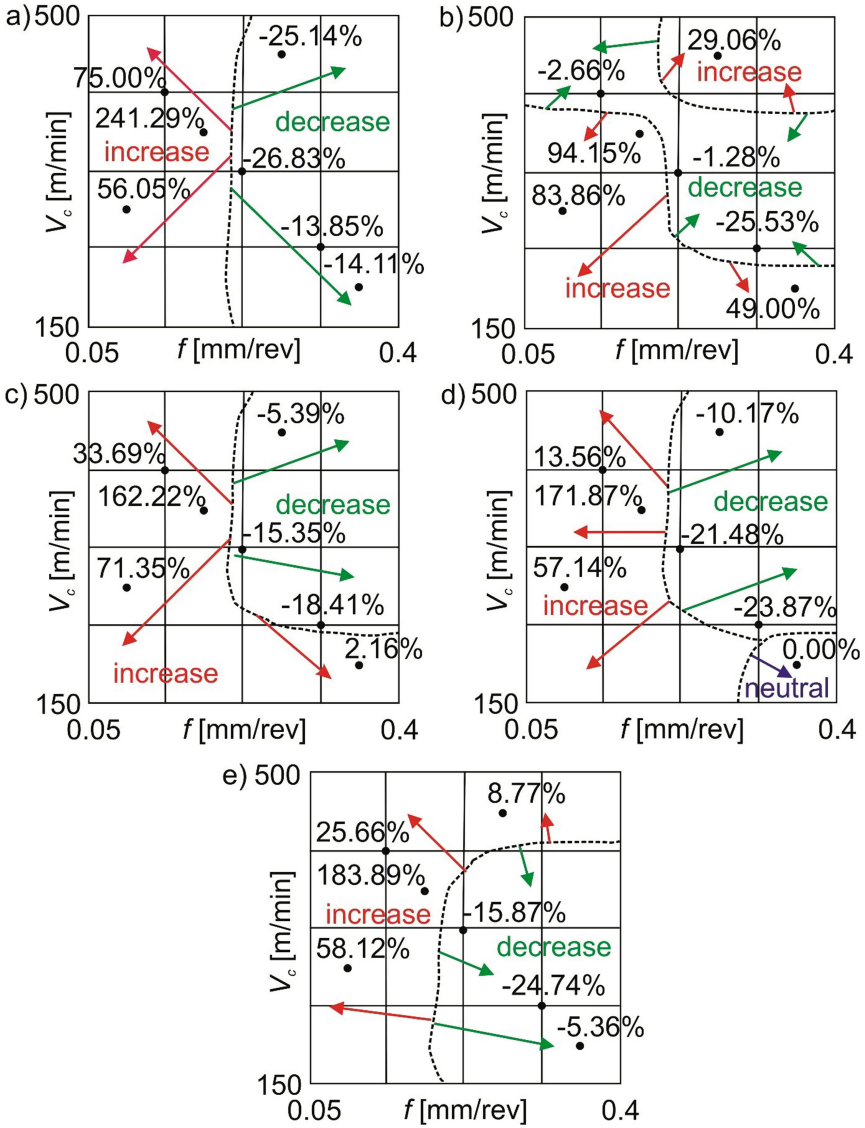 a) 500
-25.14%
75.00%
241.29%
decrease
increase
-26.83%
56.05%
-13.85%
-14.11%
Vc [m/min]
150
0.05
f [mm/rev]
0.4
b) 500
29.06%
-2.66%
increase
94.15%
-1.28%
83.86%
decrease
-25.53%
increase
49.00%
Vc [m/min]
150
0.05
f [mm/rev]
0.4
c) 500
-5.39%
33.69%
162.22%
decrease
-15.35%
71.35%
-18.41%
increase
2.16%
Vc [m/min]
150
0.05
f [mm/rev]
0.4
d) 500
-10.17%
13.56%
171.87%
decrease
-21.48%
57.14%
increase
-23.87%
0.00%
neutral
Vc [m/min]
150
0.05
f [mm/rev]
0.4
e) 500
8.77%
25.66%
183.89%
increase
-15.87%
58.12%
decrease
-24.74%
-5.36%
Vc [m/min]
150
0.05
f [mm/rev]
0.4